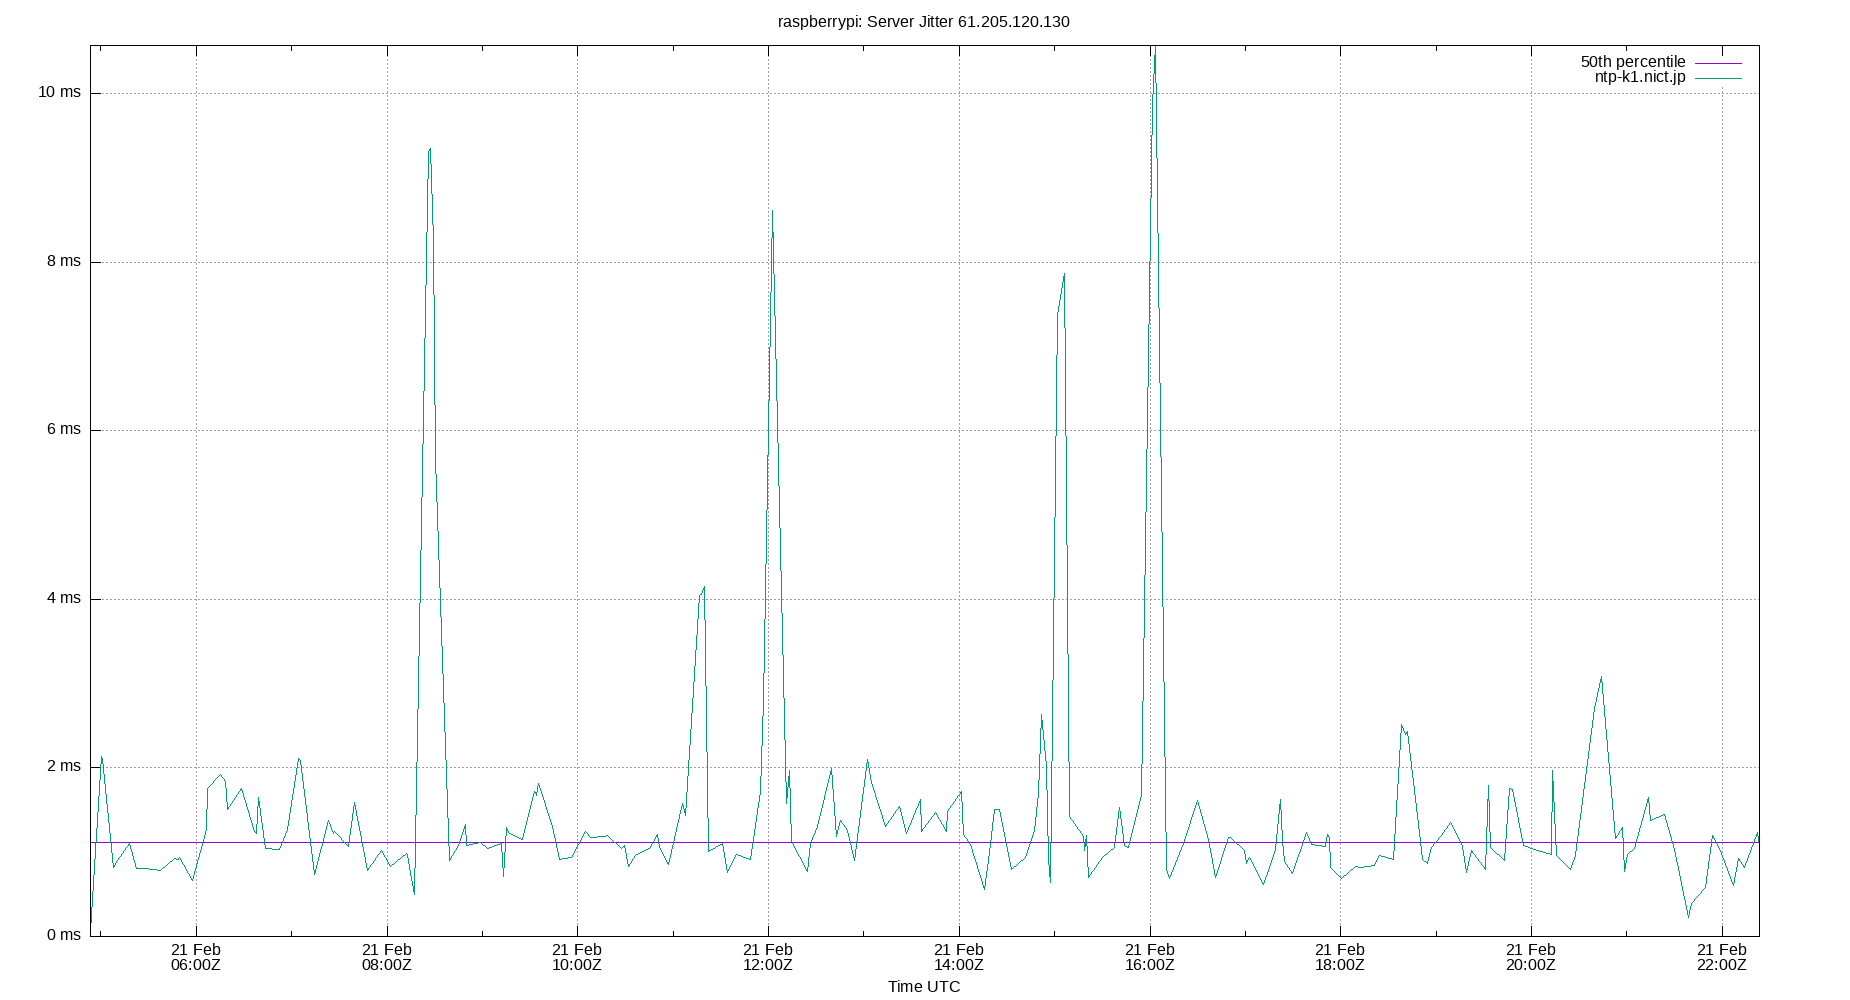 raspberrypi: Server Jitter 61.205.120.130
50th percentile
ntp-k1.nict.jp
10 ms
8 ms
6 ms
4 ms
2 ms
0 ms
21 Feb 21 Feb 21 Feb 21 Feb 21 Feb 21 Feb 21 Feb 21 Feb 21 Feb
06:00Z 08:00Z 10:00Z 12:00Z 14:00Z 16:00Z 18:00Z 20:00Z 22:00Z
Time UTC